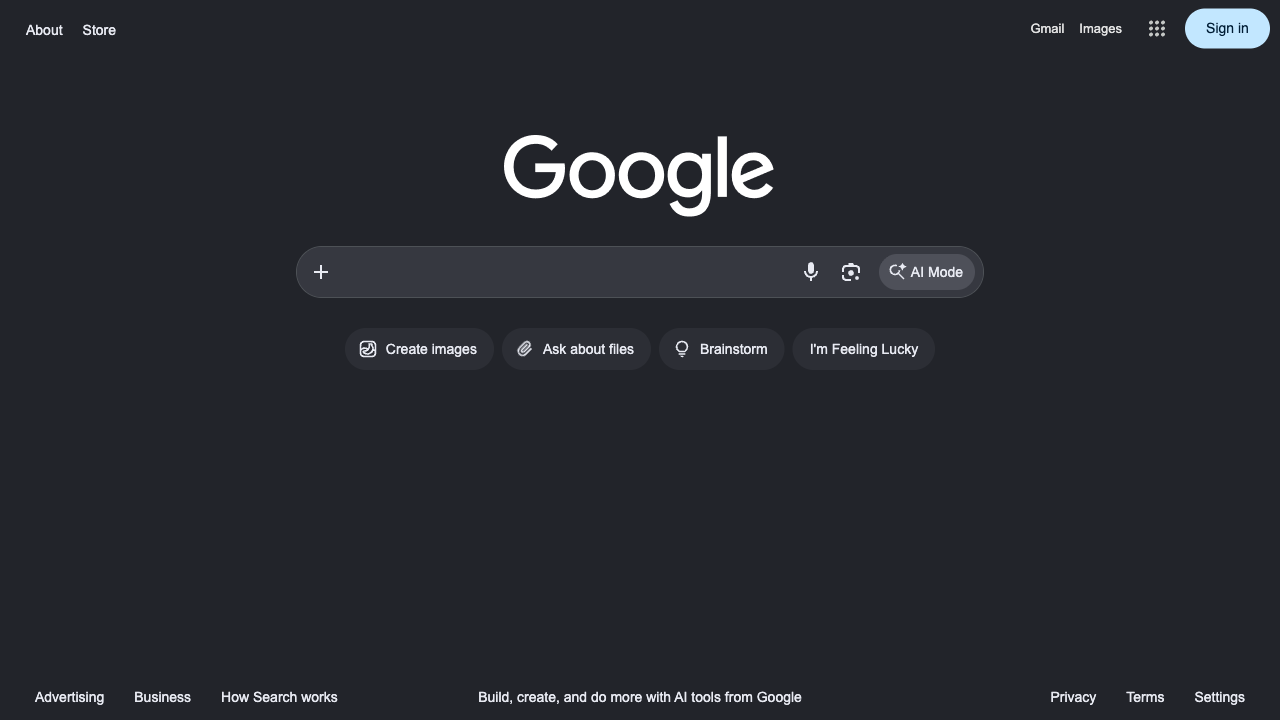 About Store Gmail Images Sign in
Google
AI Mode
Create images Ask about files Brainstorm I'm Feeling Lucky
Advertising Business How Search works Build, create, and do more with AI tools from Google Privacy Terms Settings